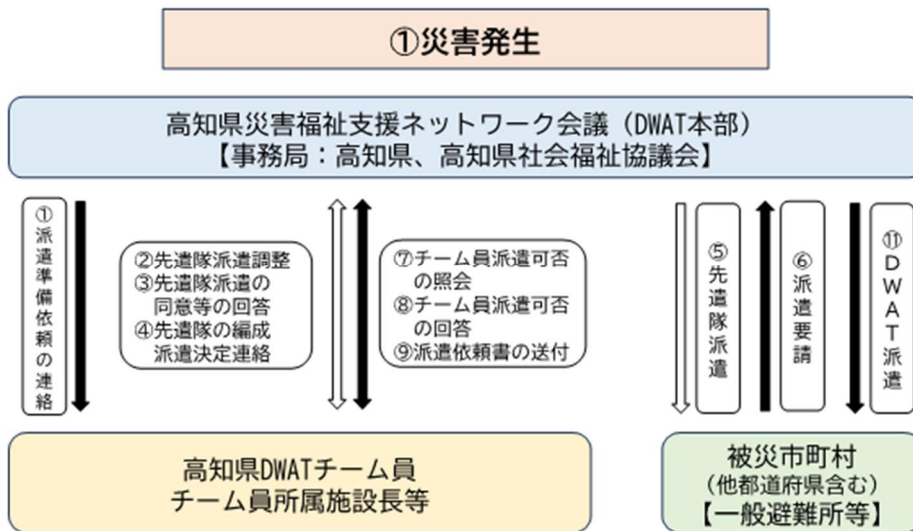 ①災害発生
高知県災害福祉支援ネットワーク会議（DWAT本部）
【事務局：高知県、高知県社会福祉協議会】
①派遣準備依頼の連絡
②先遣隊派遣調整
③先遣隊派遣の
同意等の回答
④先遣隊の編成
派遣決定連絡
⑦チーム員派遣可否
の照会
⑧チーム員派遣可否
の回答
⑨派遣依頼書の送付
⑤先遣隊派遣
⑥派遣要請
⑪DWAT派遣
高知県DWATチーム員
チーム員所属施設長等
被災市町村
（他都道府県含む）
【一般避難所等】